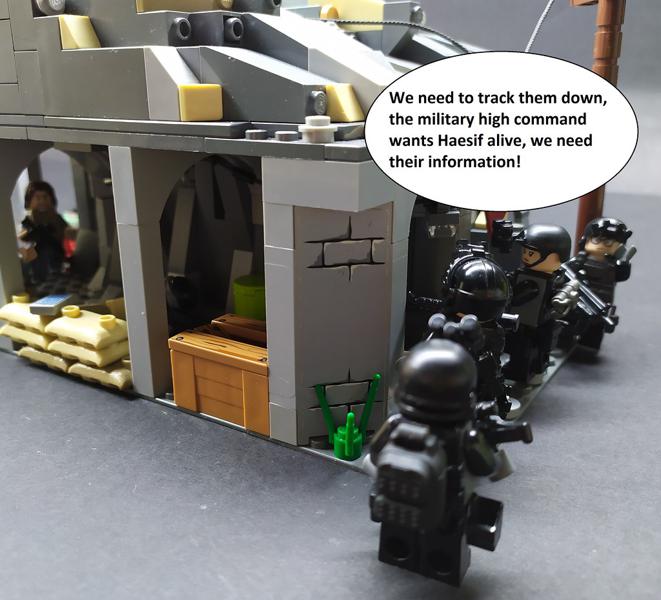 We need to track them down,
the military high command
wants Haesif alive, we need
their information!